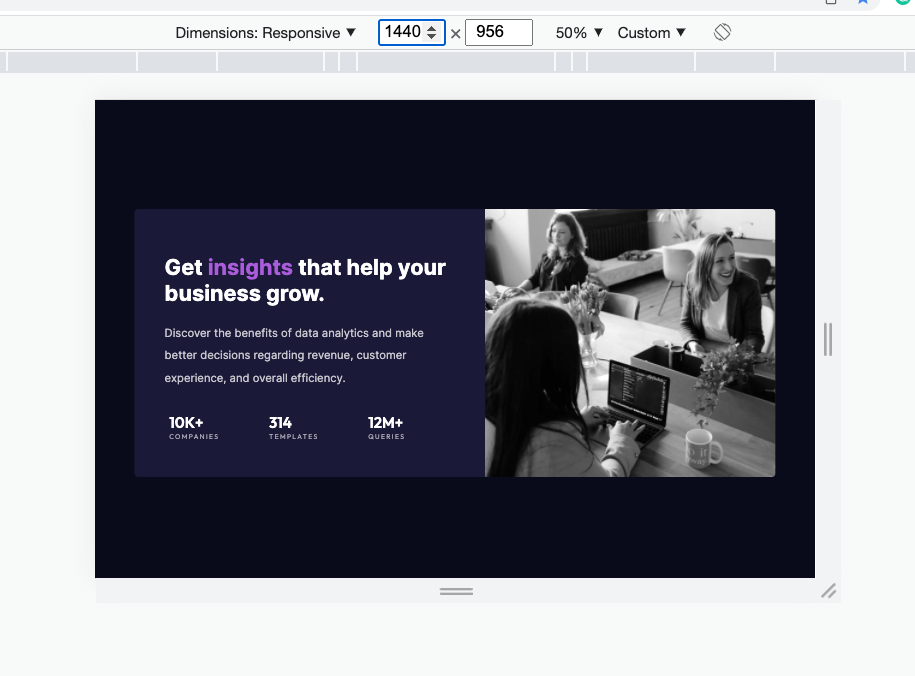 Dimensions: Responsive ▼ 1440 × 956 50% ▼ Custom ▼
Get insights that help your
business grow.
Discover the benefits of data analytics and make
better decisions regarding revenue, customer
experience, and overall efficiency.
10K+ 314 12M+
COMPANIES TEMPLATES QUERIES